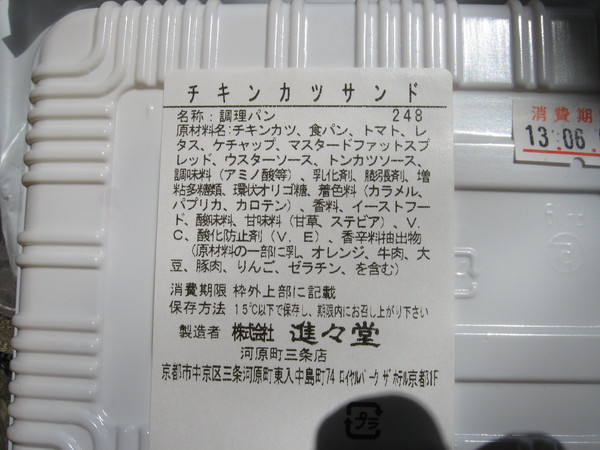 チキンカツサンド
名称：調理パン 248
原材料名：チキンカツ、食パン、トマト、レ
タス、ケチャップ、マスタードファットスプ
レッド、ウスターソース、トンカツソース、
調味料（アミノ酸等）、乳化剤、膨張剤、増
粘多糖類、環状オリゴ糖、着色料（カラメル、
パプリカ、カロテン）、香料、イーストフー
ド、酸味料、甘味料（甘草、ステビア）、V．
C、酸化防止剤（V．E）、香辛料抽出物
（原材料の一部に乳、オレンジ、牛肉、大
豆、豚肉、りんご、ゼラチン、を含む）
消費期限 枠外上部に記載
保存方法 15℃以下で保存し、期限内にお召し上がり下さい
製造者 株式会社 進々堂
河原町三条店
京都市中京区三条河原町東入中島町74 ロイヤルパーク ザ ホテル京都1F
プラ
消費期
13.06.